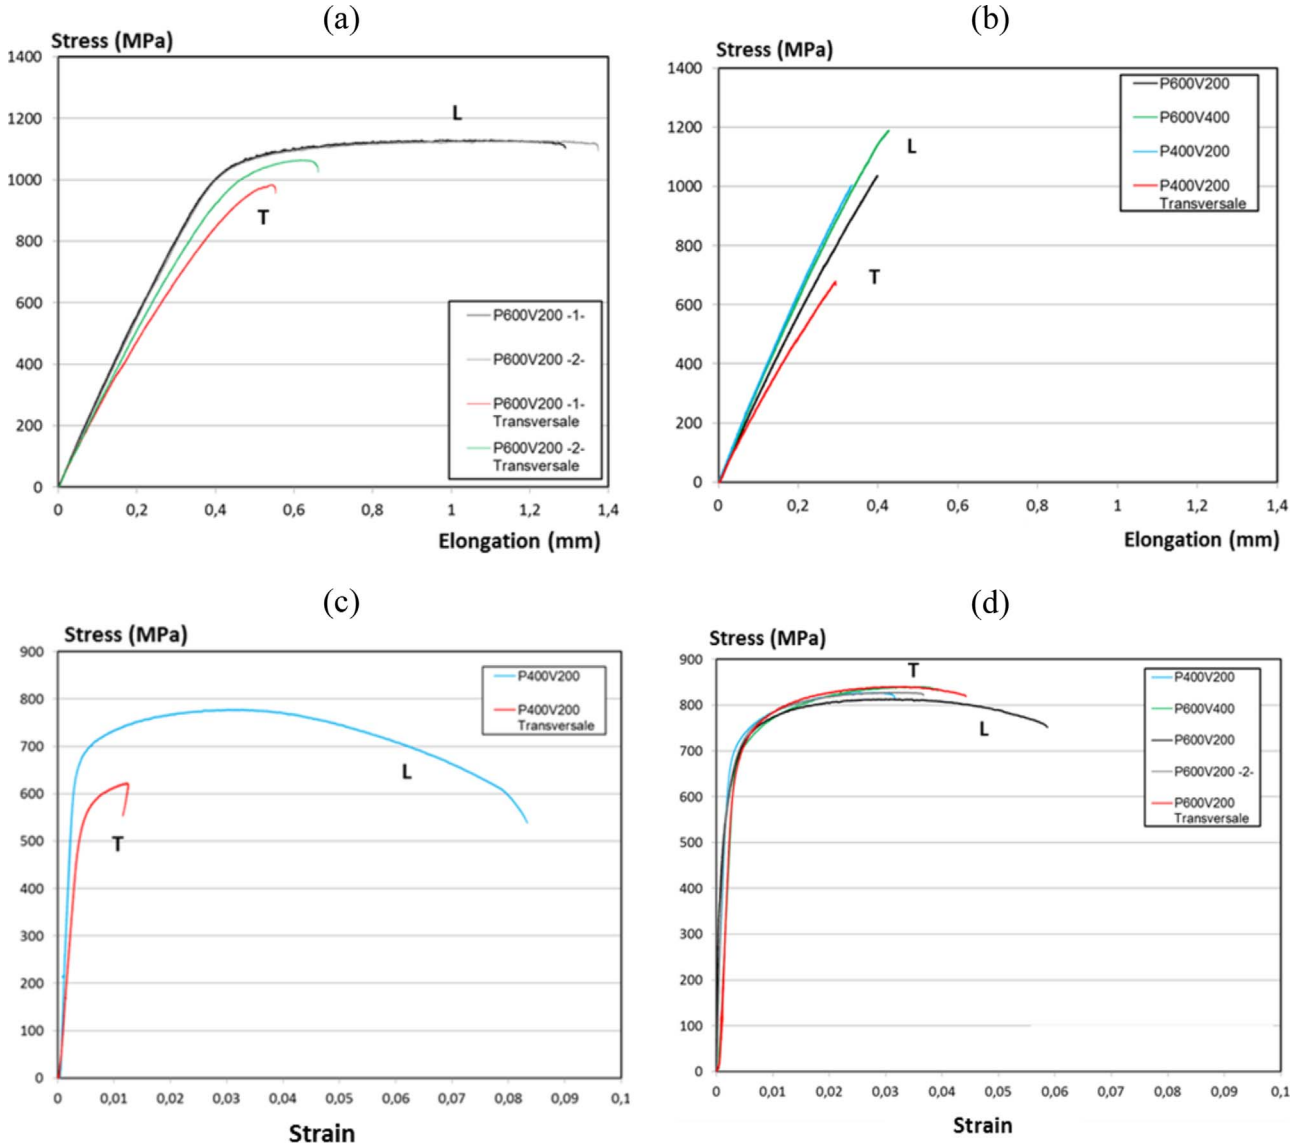 (a)
Stress (MPa)
1400
1200
1000
800
600
400
200
0
L
T
P600V200 -1-
P600V200 -2-
P600V200 -1-
Transversale
P600V200 -2-
Transversale
0 0,2 0,4 0,6 0,8 1 1,2 1,4
Elongation (mm)
(b)
Stress (MPa)
1400
1200
1000
800
600
400
200
0
P600V200
P600V400
P400V200
P400V200
Transversale
L
T
0 0,2 0,4 0,6 0,8 1 1,2 1,4
Elongation (mm)
(c)
Stress (MPa)
900
800
700
600
500
400
300
200
100
0
P400V200
P400V200
Transversale
L
T
0 0,01 0,02 0,03 0,04 0,05 0,06 0,07 0,08 0,09 0,1
Strain
(d)
Stress (MPa)
900
800
700
600
500
400
300
200
100
0
T
L
P400V200
P600V400
P600V200
P600V200 -2-
P600V200
Transversale
0 0,01 0,02 0,03 0,04 0,05 0,06 0,07 0,08 0,09 0,1
Strain